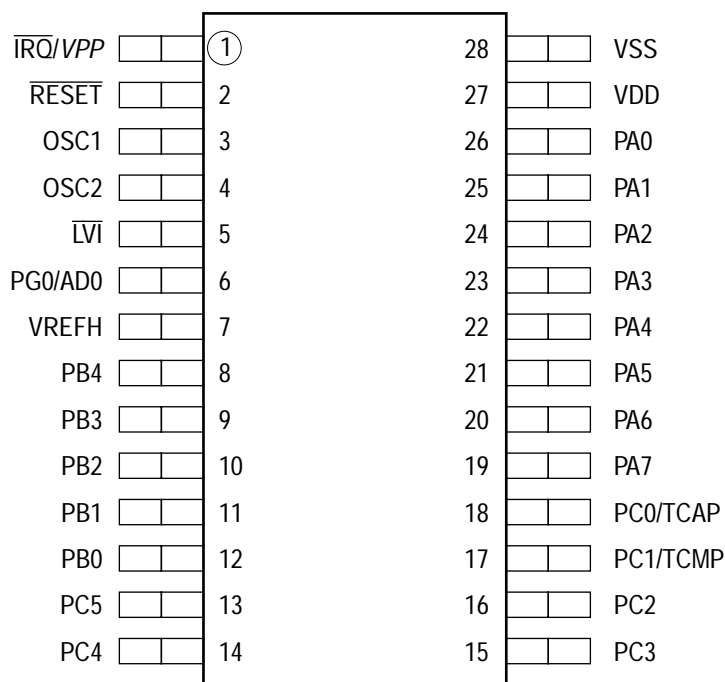 IRQ/VPP 1 28 VSS
RESET 2 27 VDD
OSC1 3 26 PA0
OSC2 4 25 PA1
LVI 5 24 PA2
PG0/AD0 6 23 PA3
VREFH 7 22 PA4
PB4 8 21 PA5
PB3 9 20 PA6
PB2 10 19 PA7
PB1 11 18 PC0/TCAP
PB0 12 17 PC1/TCMP
PC5 13 16 PC2
PC4 14 15 PC3